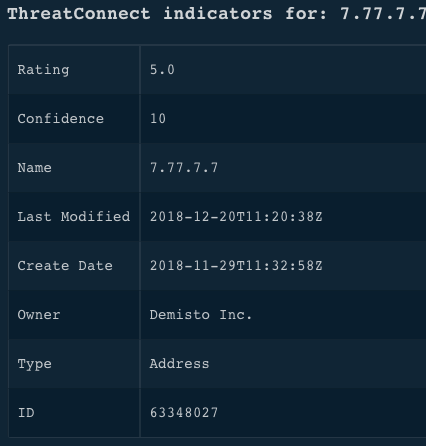 ThreatConnect indicators for: 7.77.7.7
Rating 5.0
Confidence 10
Name 7.77.7.7
Last Modified 2018-12-20T11:20:38Z
Create Date 2018-11-29T11:32:58Z
Owner Demisto Inc.
Type Address
ID 63348027